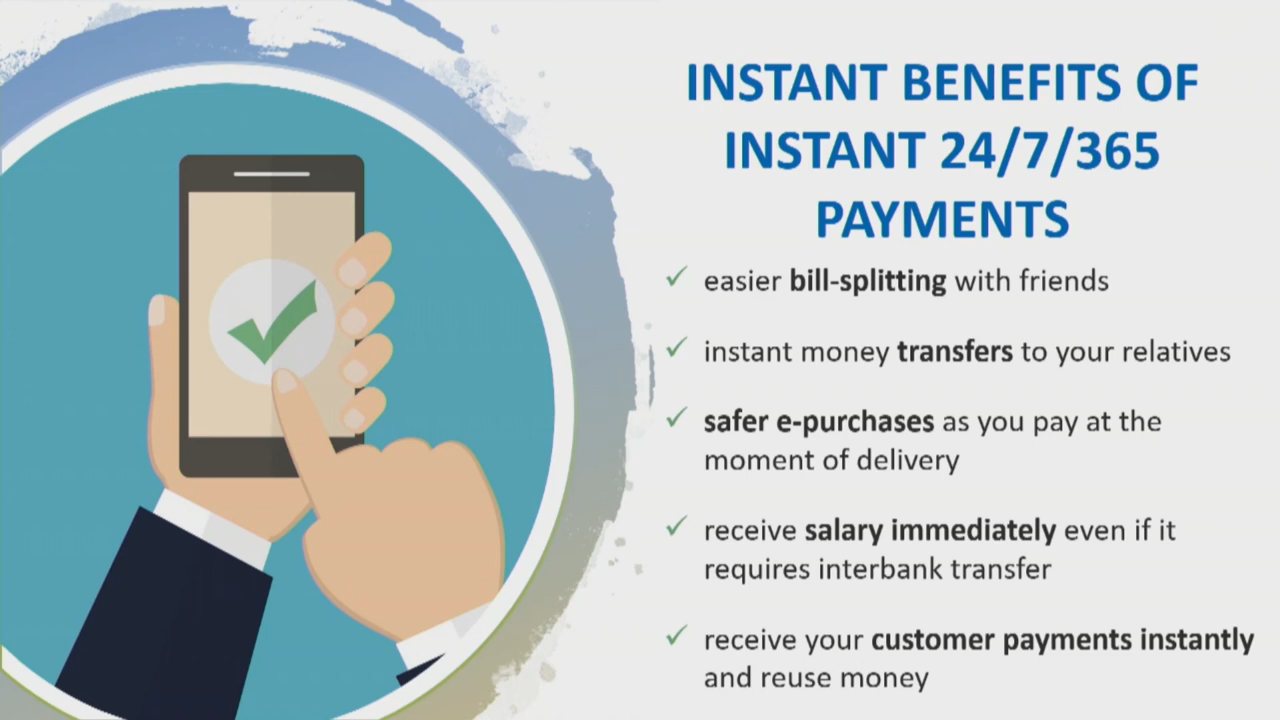 INSTANT BENEFITS OF
INSTANT 24/7/365
PAYMENTS
easier bill-splitting with friends
instant money transfers to your relatives
safer e-purchases as you pay at the
moment of delivery
receive salary immediately even if it
requires interbank transfer
receive your customer payments instantly
and reuse money